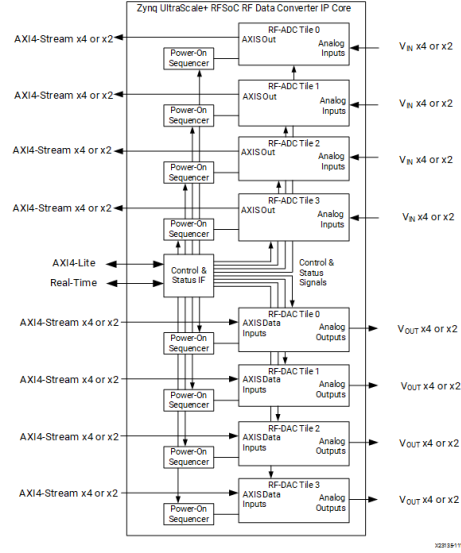 Zynq UltraScale+ RFSoC RF Data Converter IP Core
RF-ADC Tile 0
AXI4-Stream x4 or x2
AXIS Out
Analog
Inputs
VIN x4 or x2
Power-On
Sequencer
RF-ADC Tile 1
AXI4-Stream x4 or x2
AXIS Out
Analog
Inputs
VIN x4 or x2
Power-On
Sequencer
RF-ADC Tile 2
AXI4-Stream x4 or x2
AXIS Out
Analog
Inputs
VIN x4 or x2
Power-On
Sequencer
RF-ADC Tile 3
AXI4-Stream x4 or x2
AXIS Out
Analog
Inputs
VIN x4 or x2
Power-On
Sequencer
AXI4-Lite
Real-Time
Control &
Status IF
Control &
Status
Signals
RF-DAC Tile 0
AXI4-Stream x4 or x2
AXIS Data
Inputs
Analog
Outputs
VOUT x4 or x2
Power-On
Sequencer
RF-DAC Tile 1
AXI4-Stream x4 or x2
AXIS Data
Inputs
Analog
Outputs
VOUT x4 or x2
Power-On
Sequencer
RF-DAC Tile 2
AXI4-Stream x4 or x2
AXIS Data
Inputs
Analog
Outputs
VOUT x4 or x2
Power-On
Sequencer
RF-DAC Tile 3
AXI4-Stream x4 or x2
AXIS Data
Inputs
Analog
Outputs
VOUT x4 or x2
Power-On
Sequencer